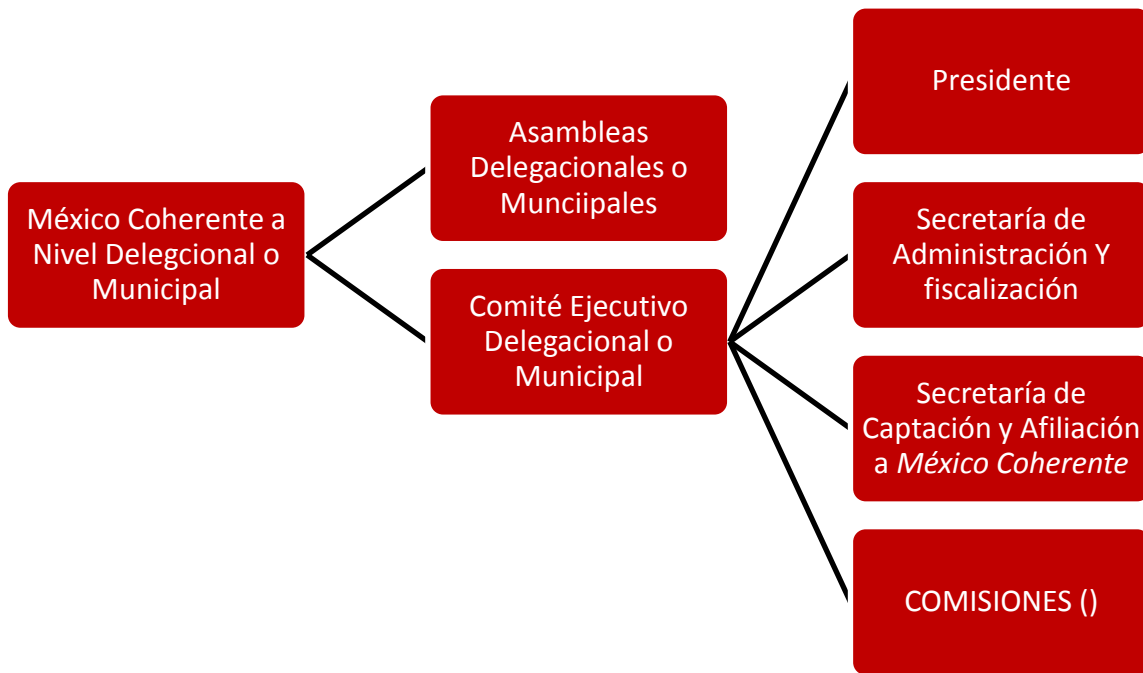 México Coherente a
Nivel Delegcional o
Municipal
Asambleas
Delegacionales o
Munciipales
Comité Ejecutivo
Delegacional o
Municipal
Presidente
Secretaría de
Administración Y
fiscalización
Secretaría de
Captación y Afiliación
a México Coherente
COMISIONES ()